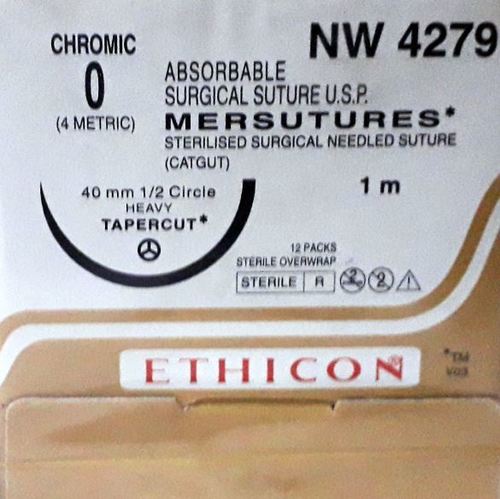 CHROMIC
0
(4 METRIC)
NW 4279
ABSORBABLE
SURGICAL SUTURE U.S.P.
MERSUTURES*
STERILISED SURGICAL NEEDLED SUTURE
(CATGUT)
40 mm 1/2 Circle
HEAVY
TAPERCUT*
1 m
12 PACKS
STERILE OVERWRAP
STERILE R
2 2
ETHICON